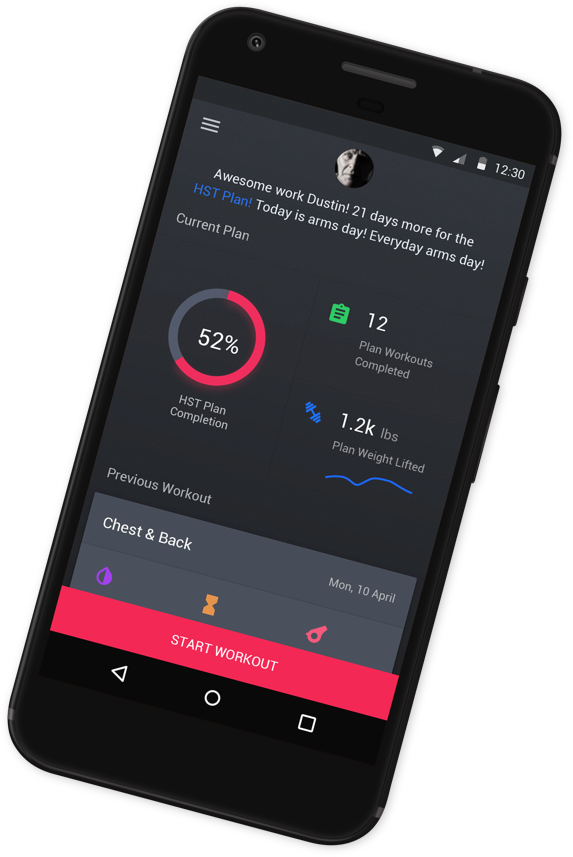 12:30
Awesome work Dustin! 21 days more for the
HST Plan! Today is arms day! Everyday arms day!
Current Plan
52%
HST Plan
Completion
12
Plan Workouts
Completed
1.2k lbs
Plan Weight Lifted
Previous Workout
Chest & Back
Mon, 10 April
START WORKOUT